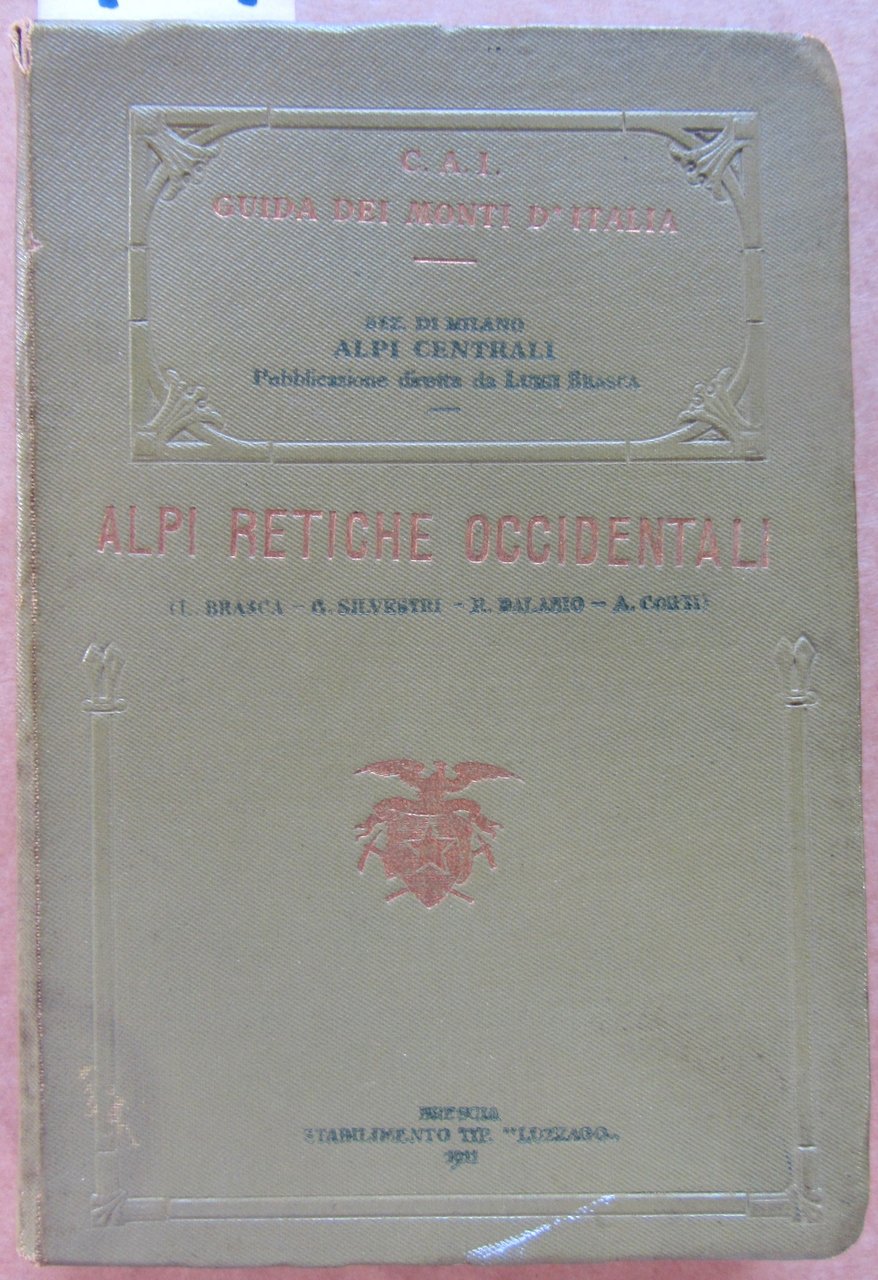 C. A. I.
GUIDA DEI MONTI D' ITALIA
SEZ. DI MILANO
ALPI CENTRALI
Pubblicazione diretta da LUIGI BRASCA
ALPI RETICHE OCCIDENTALI
(L. BRASCA - G. SILVESTRI - R. BALABIO - A. CORTI)
BRESCIA
STABILIMENTO TIP. "LUZZAGO„
1911